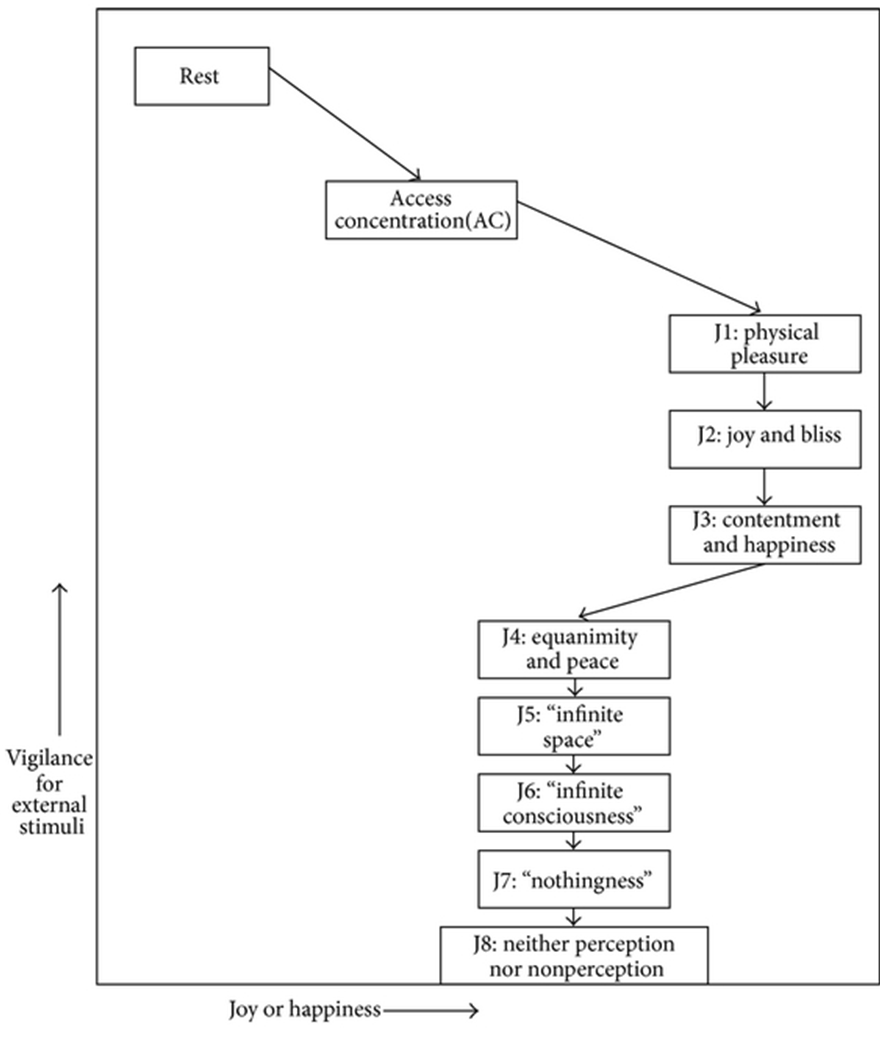 Rest
Access
concentration(AC)
J1: physical
pleasure
J2: joy and bliss
J3: contentment
and happiness
J4: equanimity
and peace
J5: “infinite
space”
J6: “infinite
consciousness”
J7: “nothingness”
J8: neither perception
nor nonperception
Vigilance
for
external
stimuli
Joy or happiness